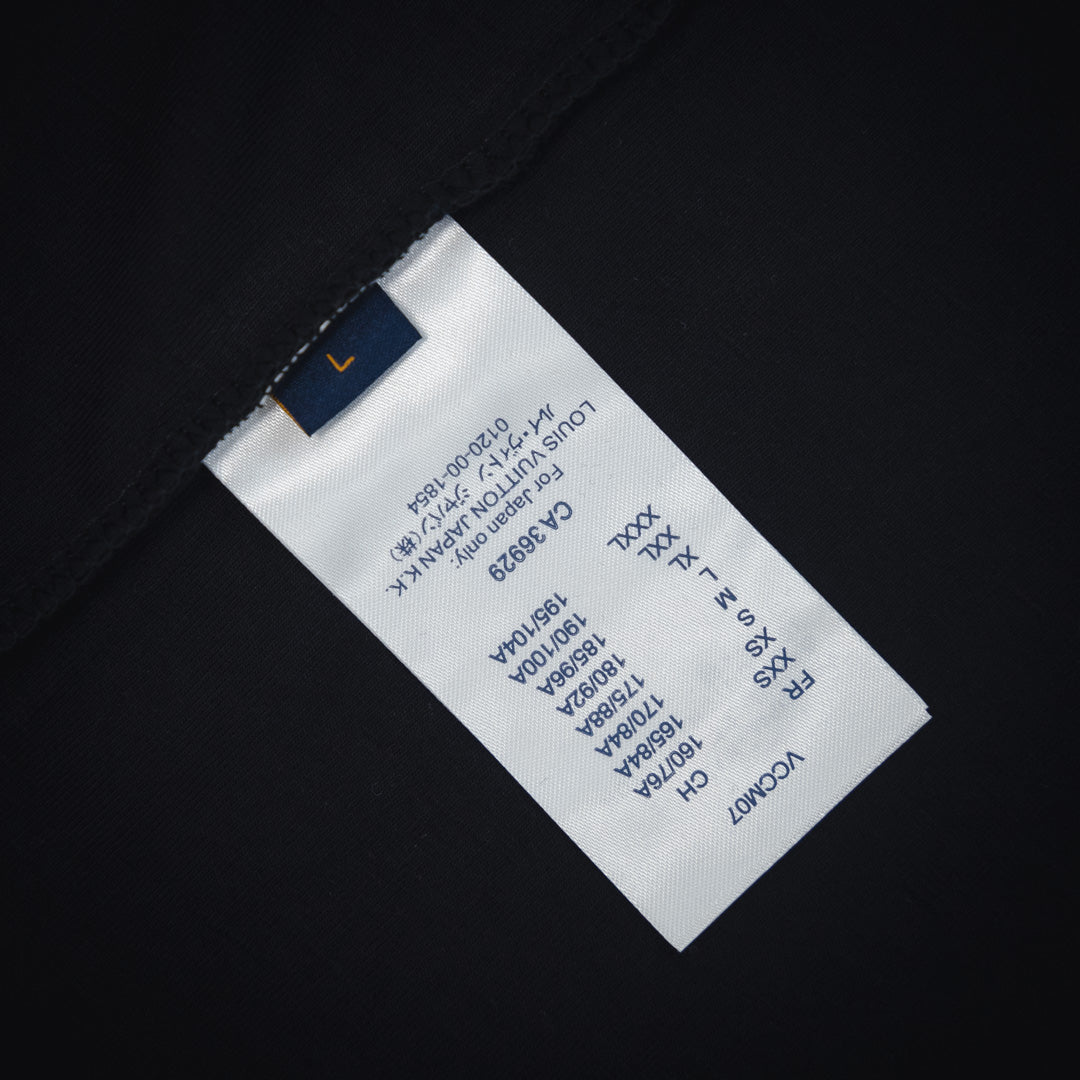 VCCM07
FR CH
XXS 160/76A
XS 165/84A
S 170/84A
M 175/88A
L 180/92A
XL 185/96A
XXL 190/100A
XXXL 195/104A
CA 36929
For Japan only:
LOUIS VUITTON JAPAN K.K.
ルイ・ヴィトン ジャパン(株)
0120-00-1854
L